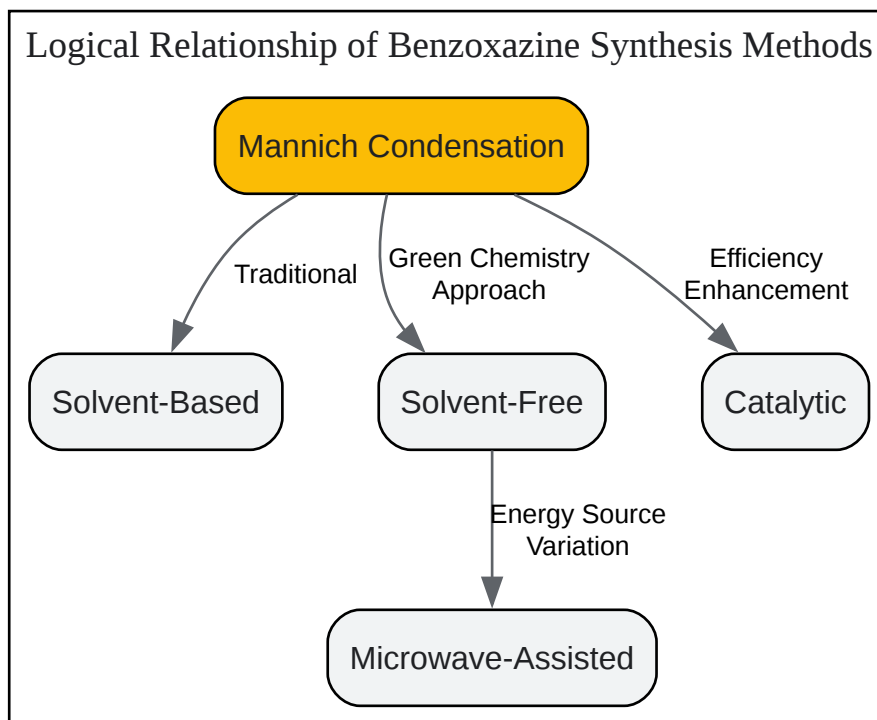 Logical Relationship of Benzoxazine Synthesis Methods
Mannich Condensation
Traditional
Green Chemistry
Approach
Efficiency
Enhancement
Solvent-Based
Solvent-Free
Catalytic
Energy Source
Variation
Microwave-Assisted